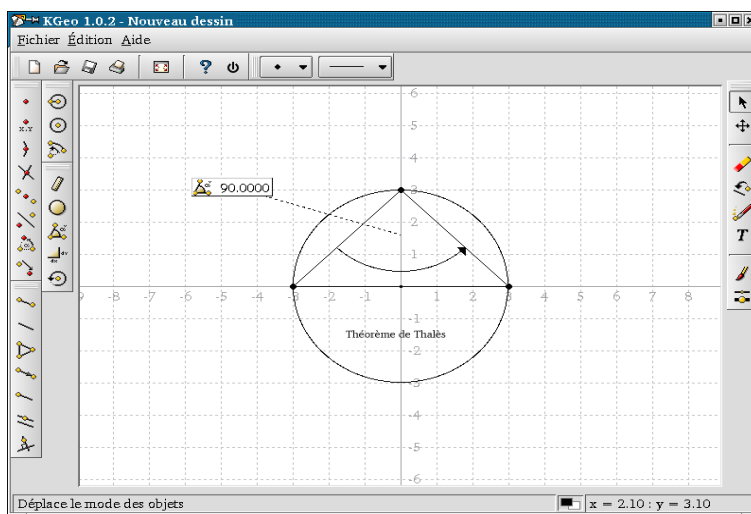 KGeo 1.0.2 - Nouveau dessin
Fichier Édition Aide
x,y
6
5
4
90.0000
3
2
1
T
-8 -7 -6 -5 -4 -3 -2 -1 1 2 3 4 5 6 7 8
-1
Théorème de Thalès
-2
-3
-4
-5
-6
Déplace le mode des objets
x = 2.10 : y = 3.10